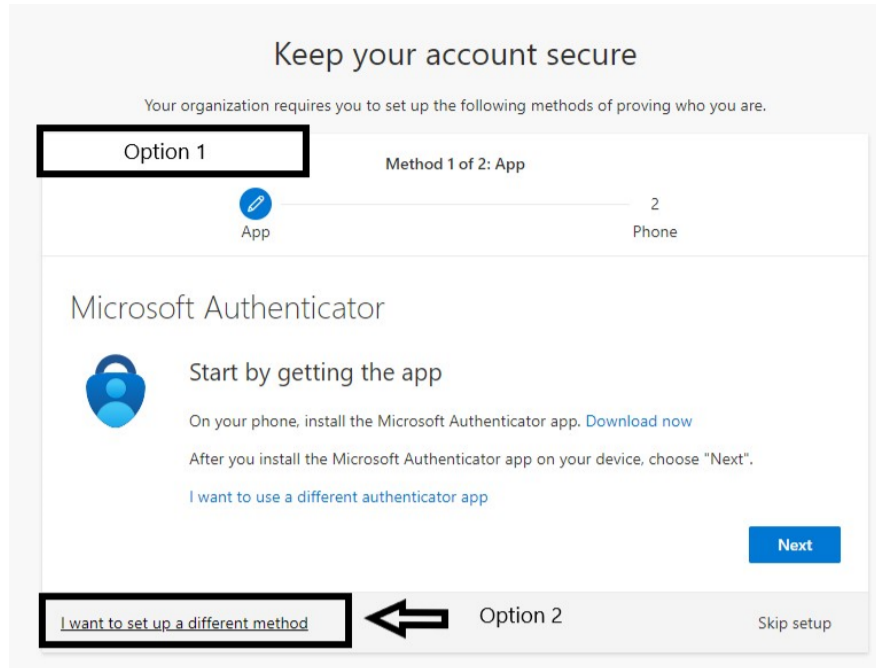 Keep your account secure
Your organization requires you to set up the following methods of proving who you are.
Option 1
Method 1 of 2: App
2
App
Phone
Microsoft Authenticator
Start by getting the app
On your phone, install the Microsoft Authenticator app. Download now
After you install the Microsoft Authenticator app on your device, choose "Next".
I want to use a different authenticator app
Next
I want to set up a different method
Option 2
Skip setup